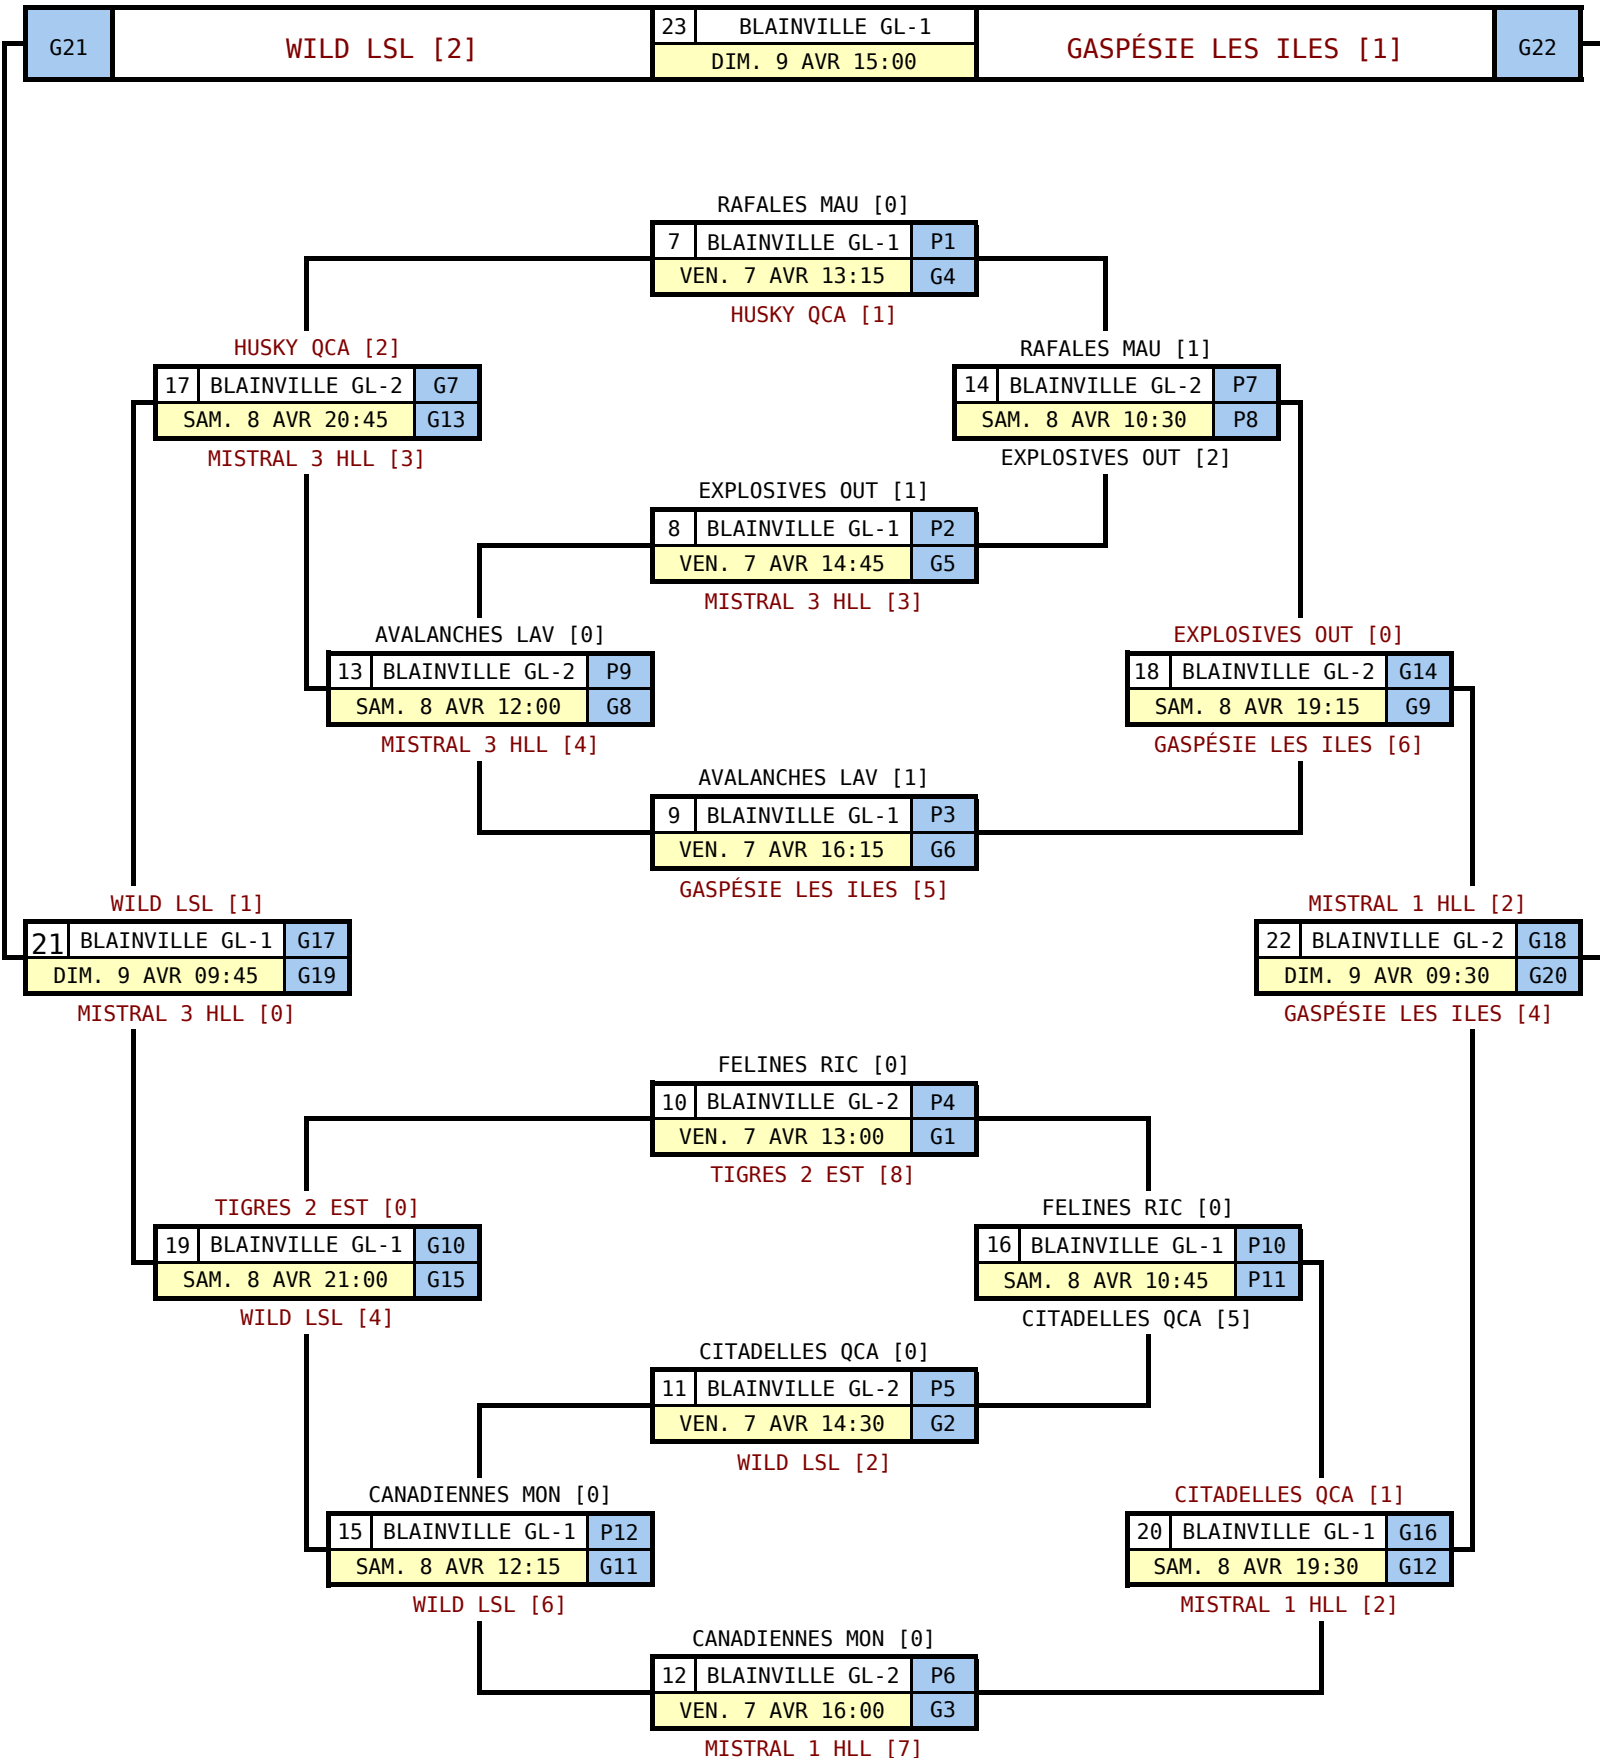 G21
WILD LSL [2]
23
BLAINVILLE GL-1
DIM. 9 AVR 15:00
GASPÉSIE LES ILES [1]
G22
RAFALES MAU [0]
7
BLAINVILLE GL-1
P1
VEN. 7 AVR 13:15
G4
HUSKY QCA [1]
HUSKY QCA [2]
17
BLAINVILLE GL-2
G7
SAM. 8 AVR 20:45
G13
MISTRAL 3 HLL [3]
RAFALES MAU [1]
14
BLAINVILLE GL-2
P7
SAM. 8 AVR 10:30
P8
EXPLOSIVES OUT [2]
EXPLOSIVES OUT [1]
8
BLAINVILLE GL-1
P2
VEN. 7 AVR 14:45
G5
MISTRAL 3 HLL [3]
AVALANCHES LAV [0]
13
BLAINVILLE GL-2
P9
SAM. 8 AVR 12:00
G8
MISTRAL 3 HLL [4]
EXPLOSIVES OUT [0]
18
BLAINVILLE GL-2
G14
SAM. 8 AVR 19:15
G9
GASPÉSIE LES ILES [6]
AVALANCHES LAV [1]
9
BLAINVILLE GL-1
P3
VEN. 7 AVR 16:15
G6
GASPÉSIE LES ILES [5]
WILD LSL [1]
21
BLAINVILLE GL-1
G17
DIM. 9 AVR 09:45
G19
MISTRAL 3 HLL [0]
MISTRAL 1 HLL [2]
22
BLAINVILLE GL-2
G18
DIM. 9 AVR 09:30
G20
GASPÉSIE LES ILES [4]
FELINES RIC [0]
10
BLAINVILLE GL-2
P4
VEN. 7 AVR 13:00
G1
TIGRES 2 EST [8]
TIGRES 2 EST [0]
19
BLAINVILLE GL-1
G10
SAM. 8 AVR 21:00
G15
WILD LSL [4]
FELINES RIC [0]
16
BLAINVILLE GL-1
P10
SAM. 8 AVR 10:45
P11
CITADELLES QCA [5]
CITADELLES QCA [0]
11
BLAINVILLE GL-2
P5
VEN. 7 AVR 14:30
G2
WILD LSL [2]
CANADIENNES MON [0]
15
BLAINVILLE GL-1
P12
SAM. 8 AVR 12:15
G11
WILD LSL [6]
CITADELLES QCA [1]
20
BLAINVILLE GL-1
G16
SAM. 8 AVR 19:30
G12
MISTRAL 1 HLL [2]
CANADIENNES MON [0]
12
BLAINVILLE GL-2
P6
VEN. 7 AVR 16:00
G3
MISTRAL 1 HLL [7]